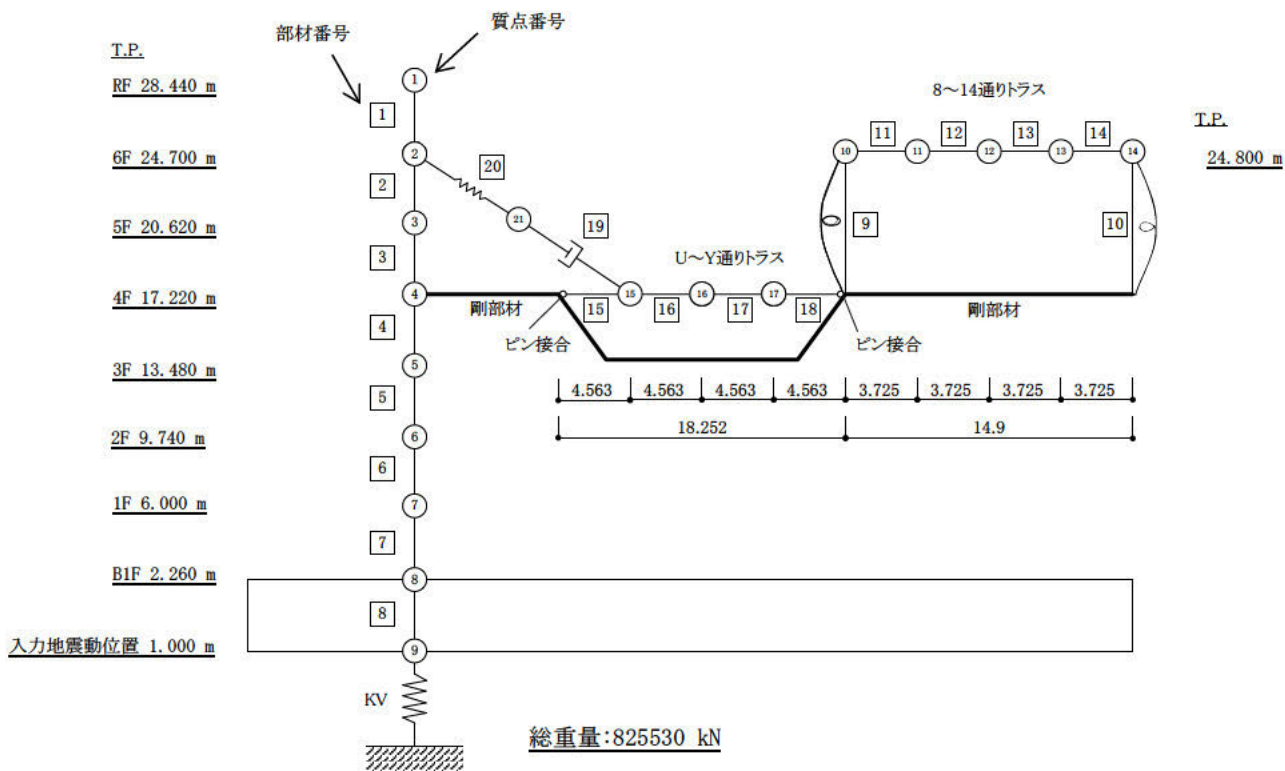 部材番号
質点番号
T.P.
RF 28.440 m
6F 24.700 m
5F 20.620 m
4F 17.220 m
3F 13.480 m
2F 9.740 m
1F 6.000 m
B1F 2.260 m
入力地震動位置 1.000 m
1
2
3
4
5
6
7
8
1
2
3
4
5
6
7
8
9
KV
20
21
19
U～Y通りトラス
15
16
17
15
16
17
18
剛部材
ピン接合
ピン接合
剛部材
8～14通りトラス
11
12
13
14
10
11
12
13
14
9
10
T.P.
24.800 m
4.563
4.563
4.563
4.563
3.725
3.725
3.725
3.725
18.252
14.9
総重量:825530 kN